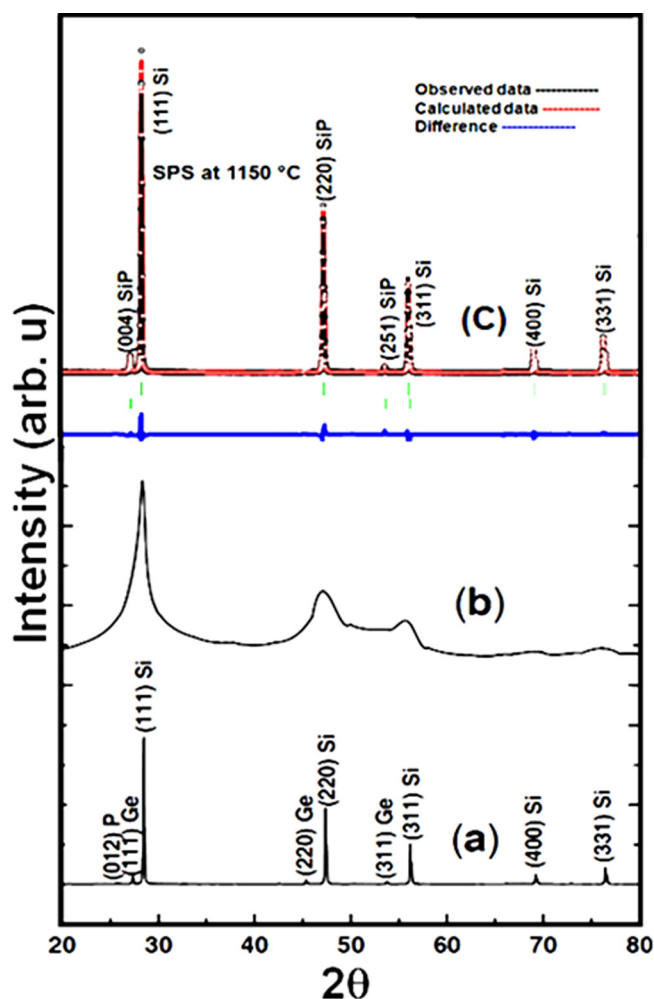 Observed data
Calculated data
Difference
(111) Si
SPS at 1150 °C
(004) SiP
(220) SiP
(251) SiP
(311) Si
(C)
(400) Si
(331) Si
Intensity (arb. u)
(b)
(012) P
(111) Ge
(111) Si
(220) Ge
(220) Si
(311) Ge
(311) Si
(a)
(400) Si
(331) Si
20 30 40 50 60 70 80
2θ